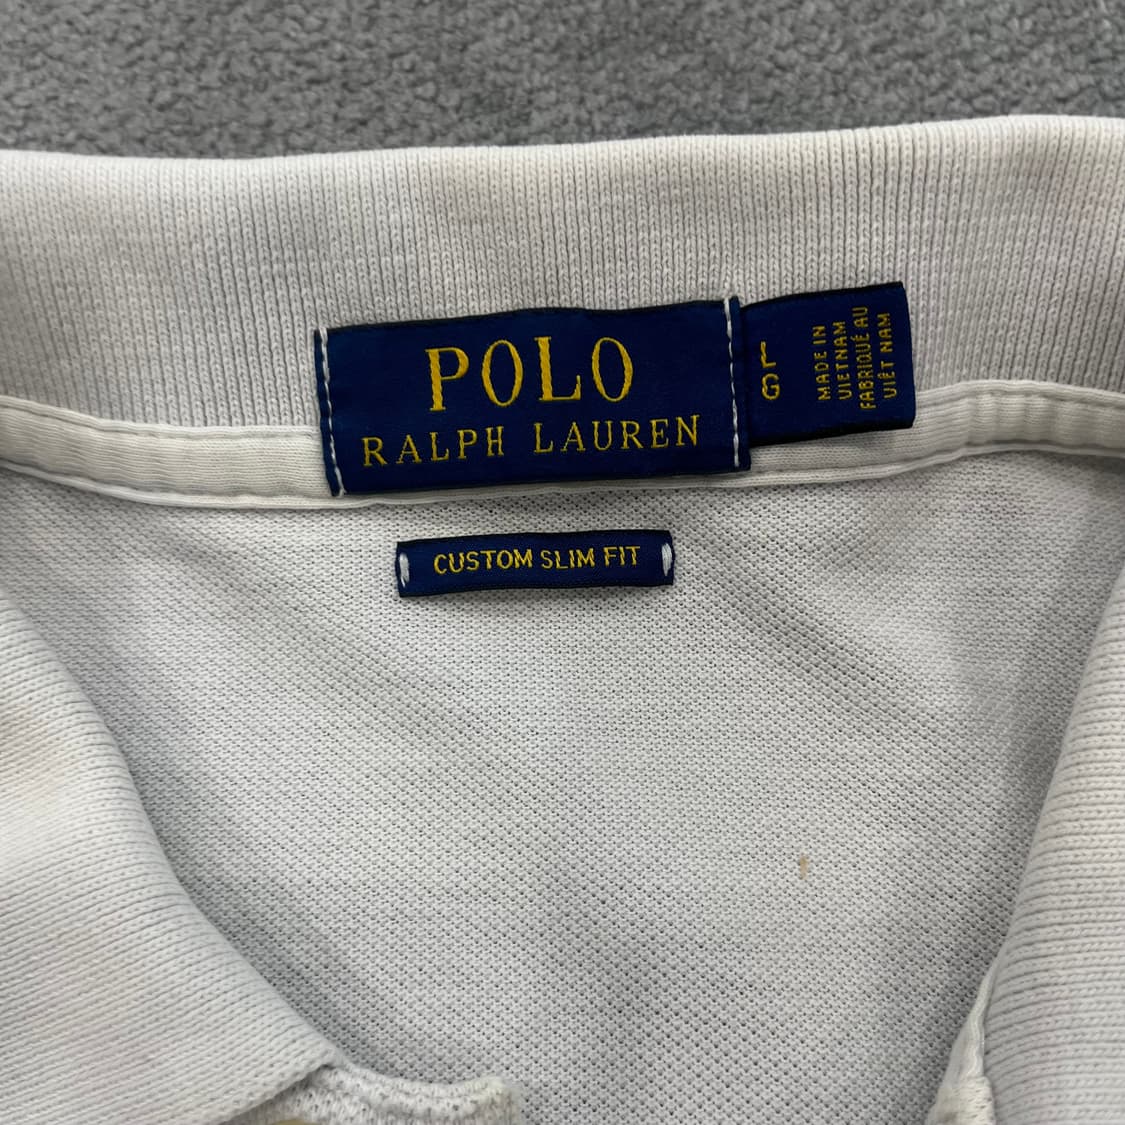 POLO
RALPH LAUREN
L
G
MADE IN
VIETNAM
FABRIQUÉ AU
VIÊT NAM
CUSTOM SLIM FIT